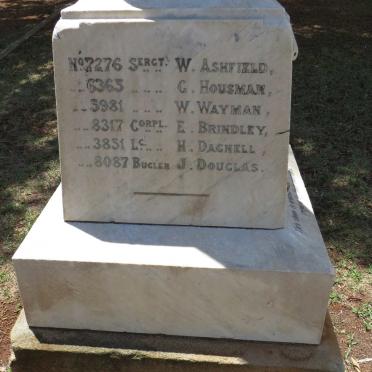 No 7276 SERGT. W. ASHFIELD,
.. 6363 .. .. G. HOUSMAN,
.. 3981 .. .. W. WAYMAN,
.. 8317 CORPL. E. BRINDLEY,
.. 3831 LC. .. H. DAGNELL,
.. 8087 BUGLER J. DOUGLAS.